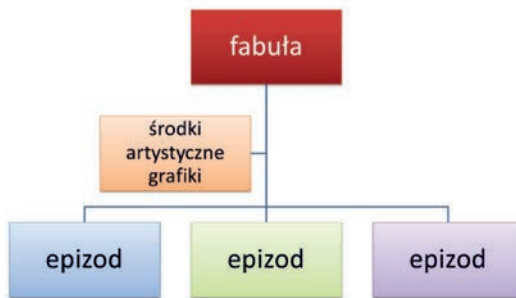 fabuła
środki
artystyczne
grafiki
epizod
epizod
epizod